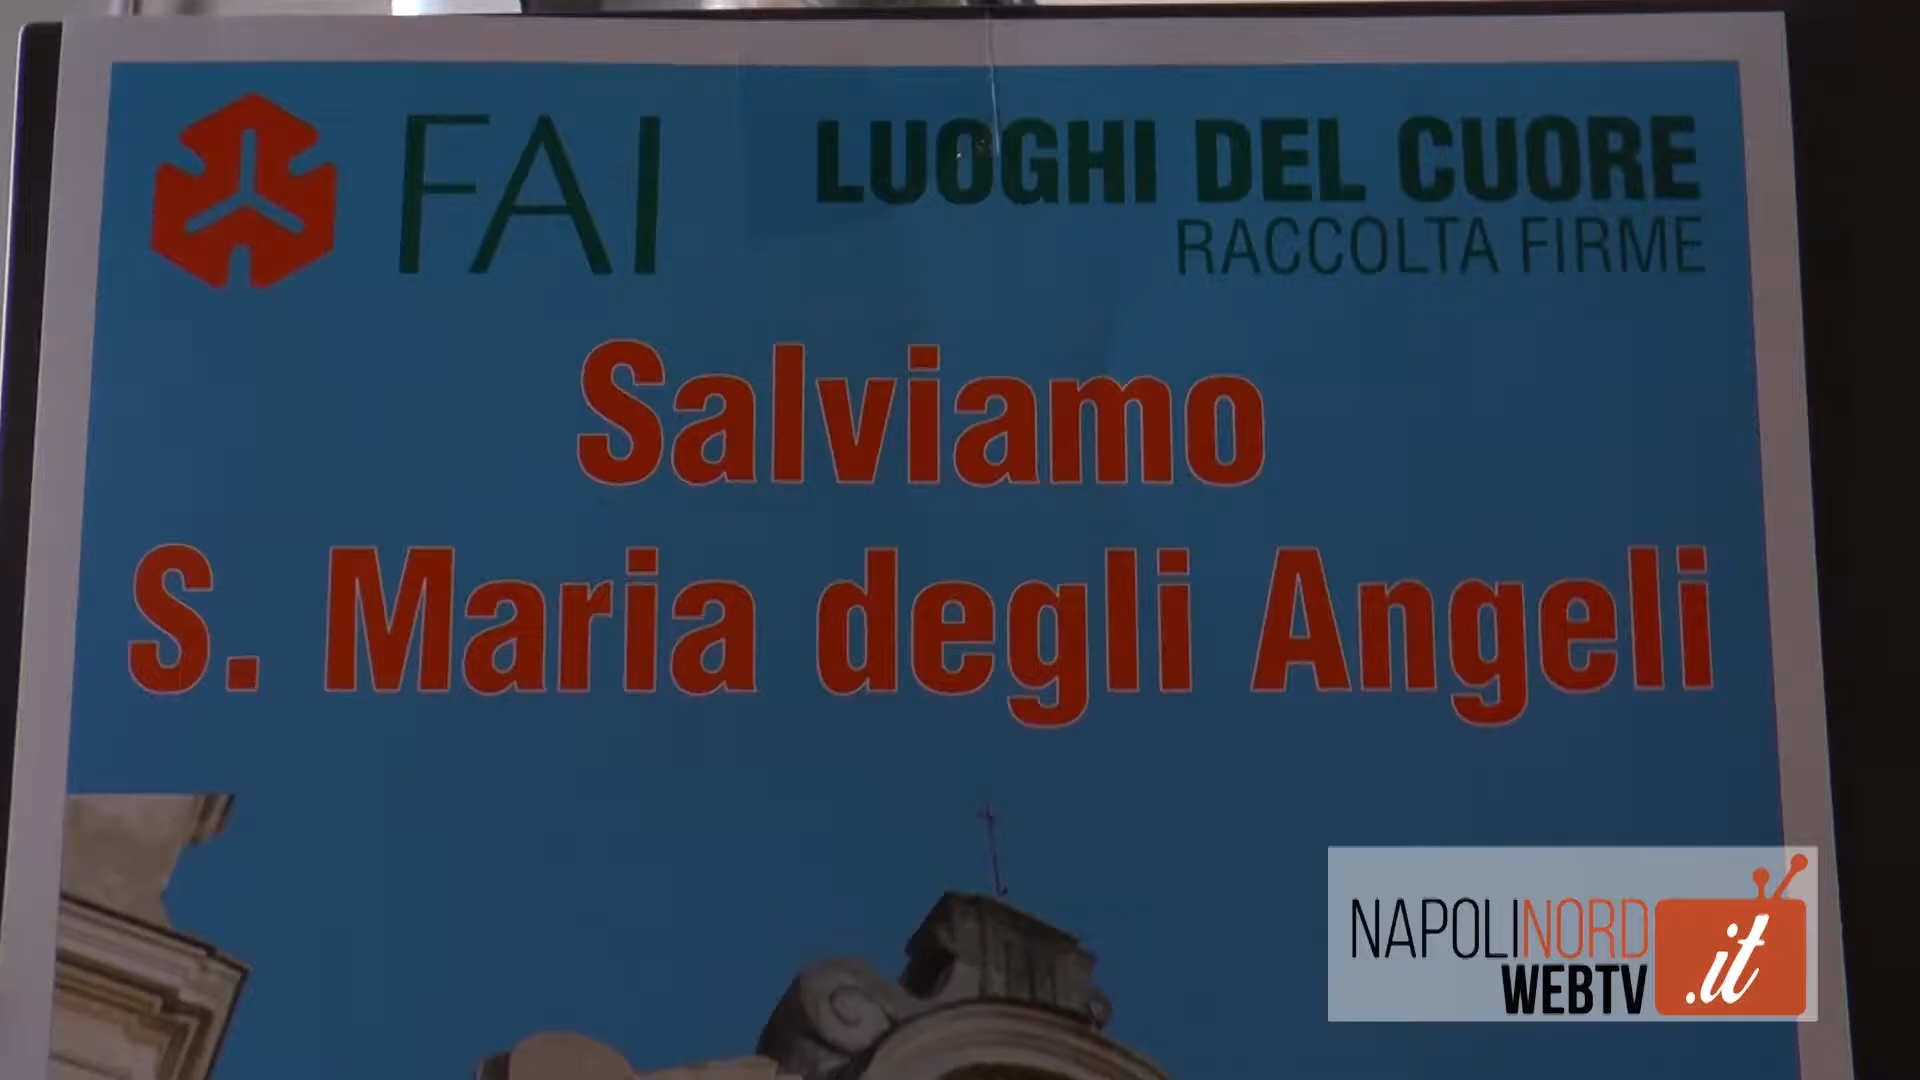 FAI
LUOGHI DEL CUORE
RACCOLTA FIRME
Salviamo
S. Maria degli Angeli
NAPOLINORD
WEBTV
.it